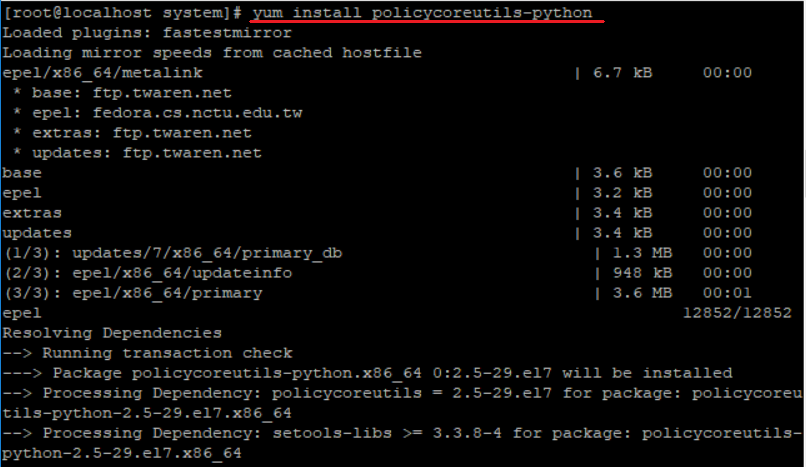 [root@localhost system]# yum install policycoreutils-python
Loaded plugins: fastestmirror
Loading mirror speeds from cached hostfile
epel/x86_64/metalink | 6.7 kB 00:00
* base: ftp.twaren.net
* epel: fedora.cs.nctu.edu.tw
* extras: ftp.twaren.net
* updates: ftp.twaren.net
base | 3.6 kB 00:00
epel | 3.2 kB 00:00
extras | 3.4 kB 00:00
updates | 3.4 kB 00:00
(1/3): updates/7/x86_64/primary_db | 1.3 MB 00:00
(2/3): epel/x86_64/updateinfo | 948 kB 00:00
(3/3): epel/x86_64/primary | 3.6 MB 00:01
epel 12852/12852
Resolving Dependencies
--> Running transaction check
---> Package policycoreutils-python.x86_64 0:2.5-29.el7 will be installed
--> Processing Dependency: policycoreutils = 2.5-29.el7 for package: policycoreu
tils-python-2.5-29.el7.x86_64
--> Processing Dependency: setools-libs >= 3.3.8-4 for package: policycoreutils-
python-2.5-29.el7.x86_64